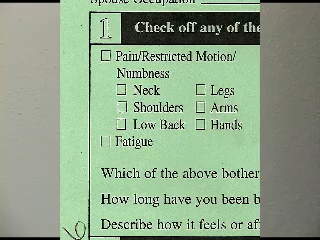 Spouse Occupation
1 Check off any of the
☐ Pain/Restricted Motion/
Numbness
☐ Neck ☐ Legs
☐ Shoulders ☐ Arms
☐ Low Back ☐ Hands
☐ Fatigue
Which of the above bother
How long have you been b
Describe how it feels or af